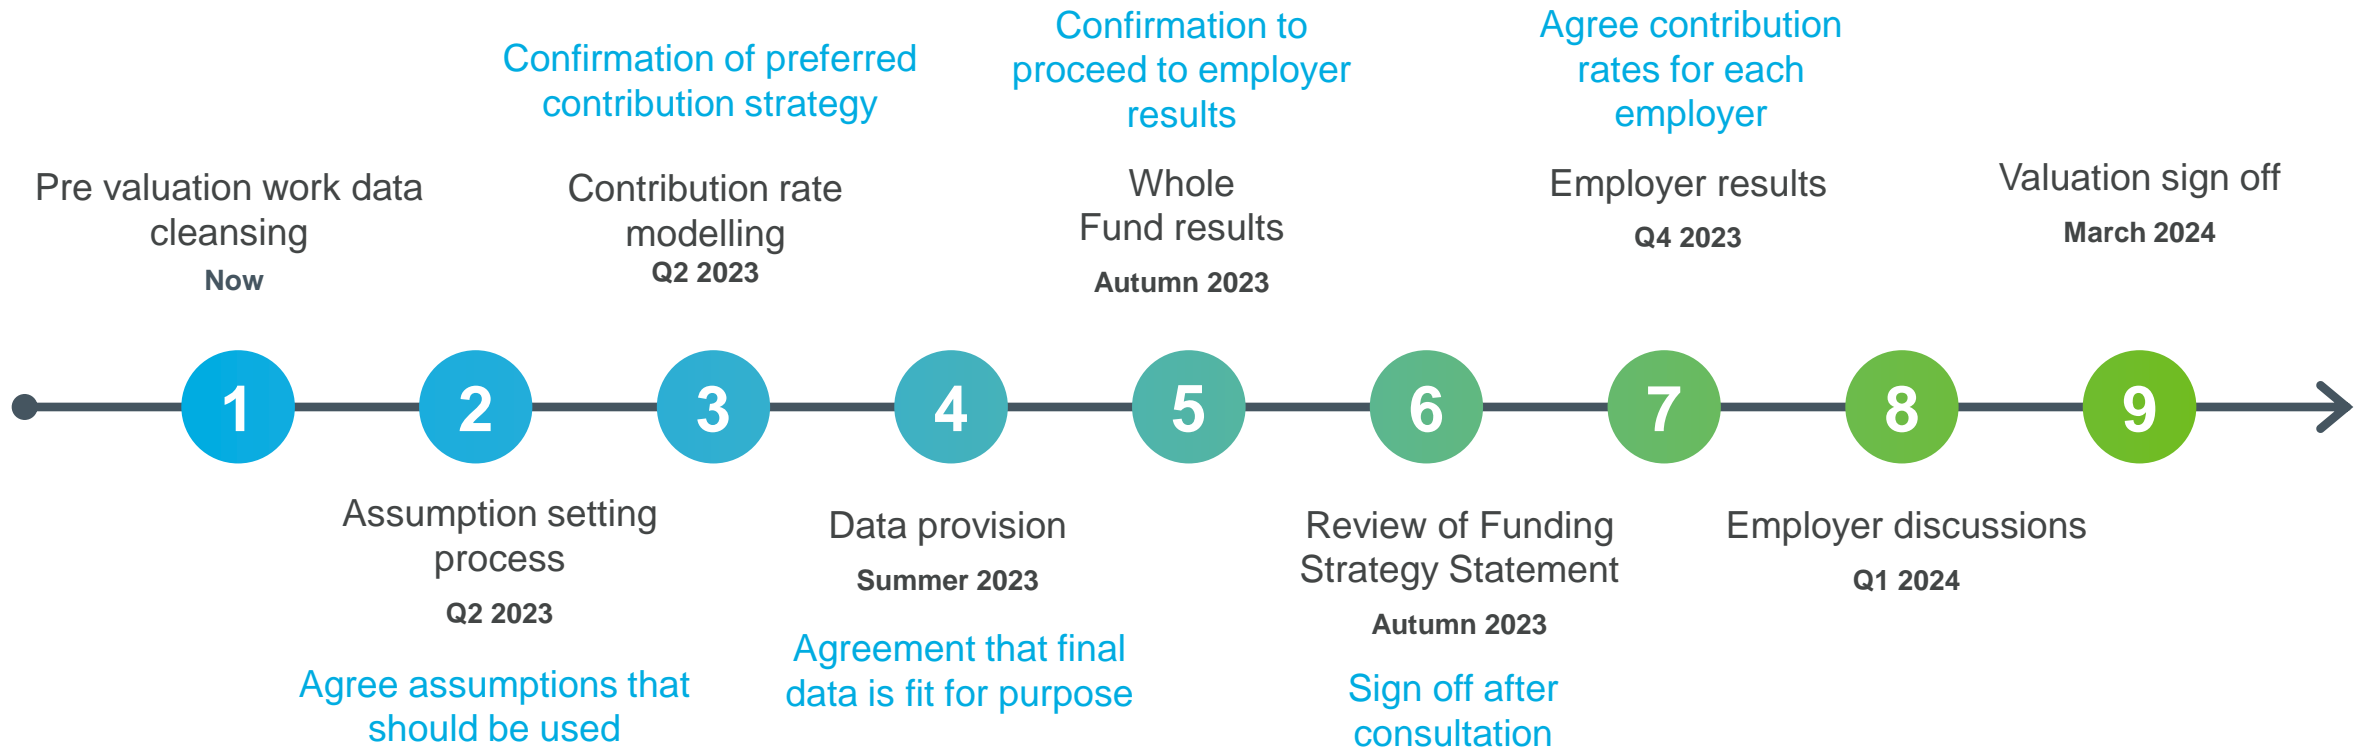 Pre valuation work data
cleansing
Now
1
2
Assumption setting
process
Q2 2023
Agree assumptions that
should be used
Confirmation of preferred
contribution strategy
Contribution rate
modelling
Q2 2023
3
4
Data provision
Summer 2023
Agreement that final
data is fit for purpose
Confirmation to
proceed to employer
results
Whole
Fund results
Autumn 2023
5
6
Review of Funding
Strategy Statement
Autumn 2023
Sign off after
consultation
Agree contribution
rates for each
employer
Employer results
Q4 2023
7
8
Employer discussions
Q1 2024
Valuation sign off
March 2024
9